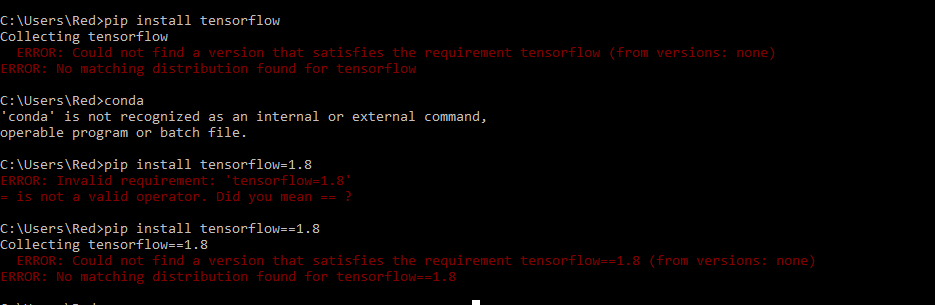 C:\Users\Red>pip install tensorflow
Collecting tensorflow
  ERROR: Could not find a version that satisfies the requirement tensorflow (from versions: none)
ERROR: No matching distribution found for tensorflow
C:\Users\Red>conda
'conda' is not recognized as an internal or external command,
operable program or batch file.
C:\Users\Red>pip install tensorflow=1.8
ERROR: Invalid requirement: 'tensorflow=1.8'
= is not a valid operator. Did you mean == ?
C:\Users\Red>pip install tensorflow==1.8
Collecting tensorflow==1.8
  ERROR: Could not find a version that satisfies the requirement tensorflow==1.8 (from versions: none)
ERROR: No matching distribution found for tensorflow==1.8